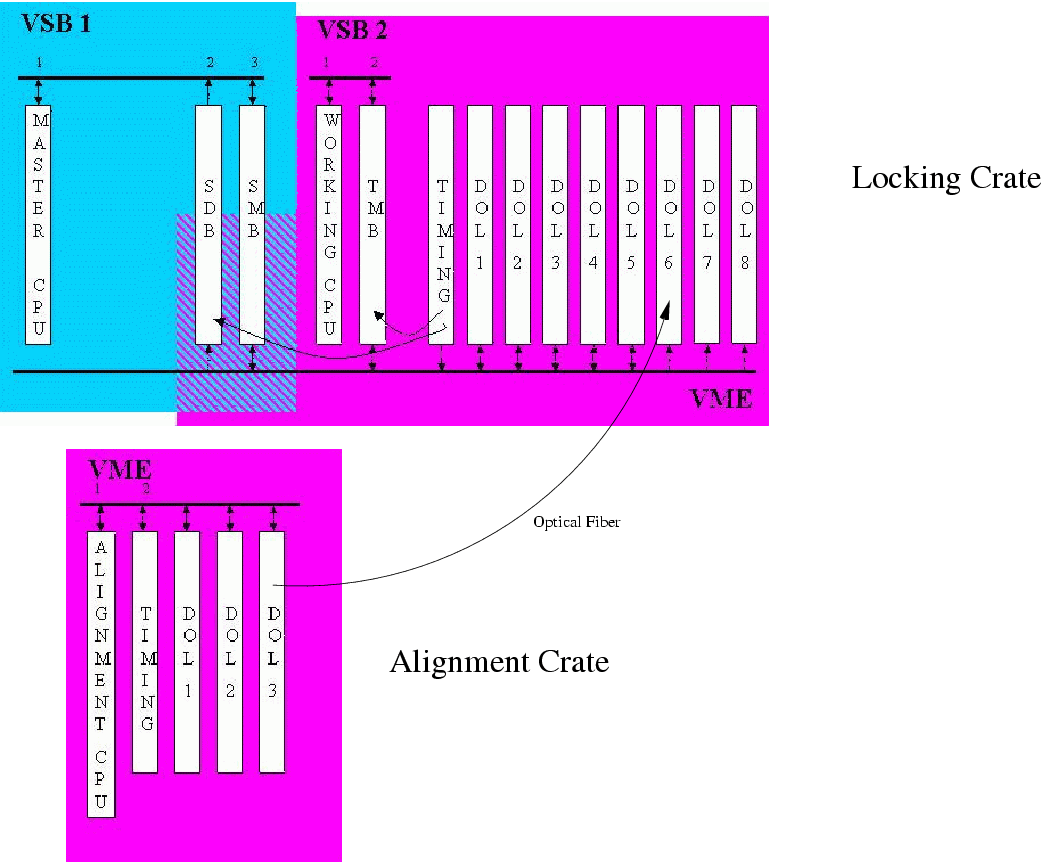 VSB 1
VSB 2
1
2
3
1
2
MASTER CPU
SDB
SMB
WORKING CPU
TMB
TIMING
DOL 1
DOL 2
DOL 3
DOL 4
DOL 5
DOL 6
DOL 7
DOL 8
Locking Crate
VME
VME
1
2
Optical Fiber
ALIGNMENT CPU
TIMING
DOL 1
DOL 2
DOL 3
Alignment Crate